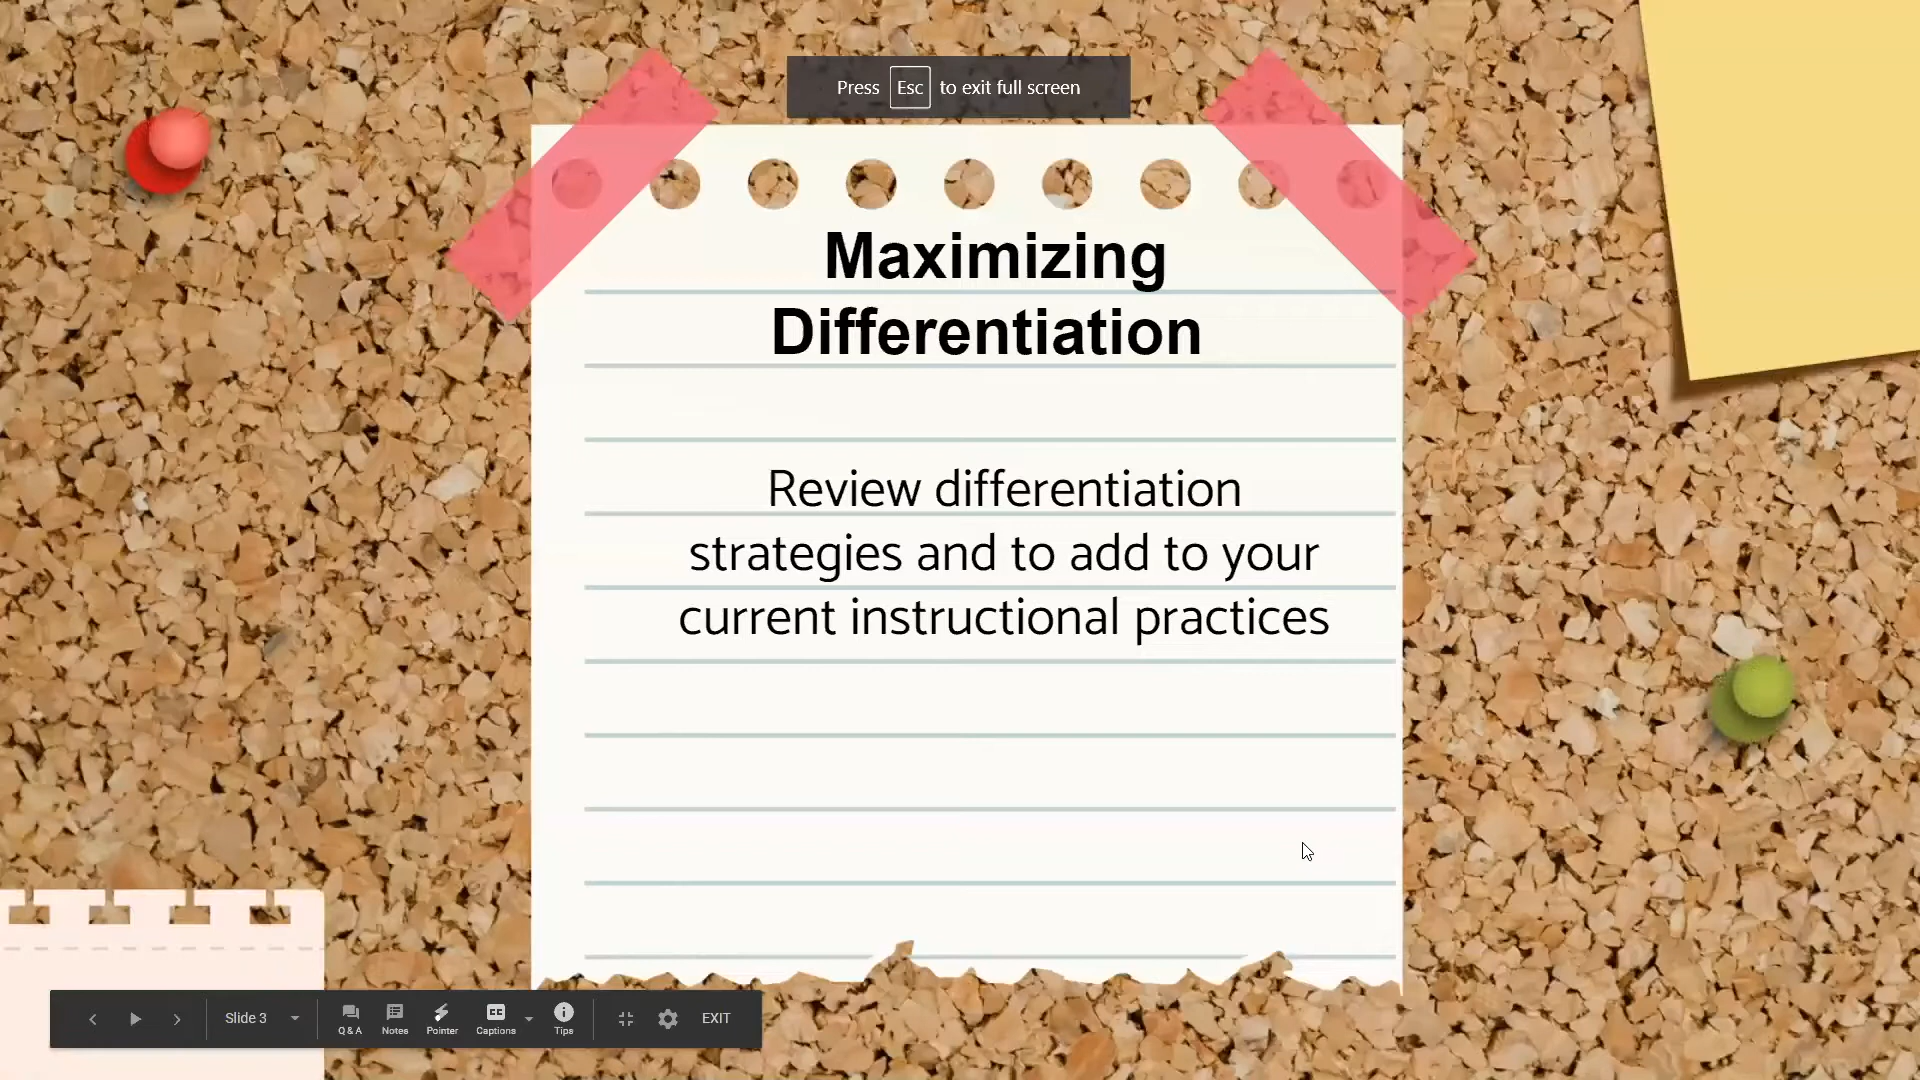 Press Esc to exit full screen
Maximizing
Differentiation
Review differentiation
strategies and to add to your
current instructional practices
Slide 3
Q & A
Notes
Pointer
CC
Captions
Tips
EXIT